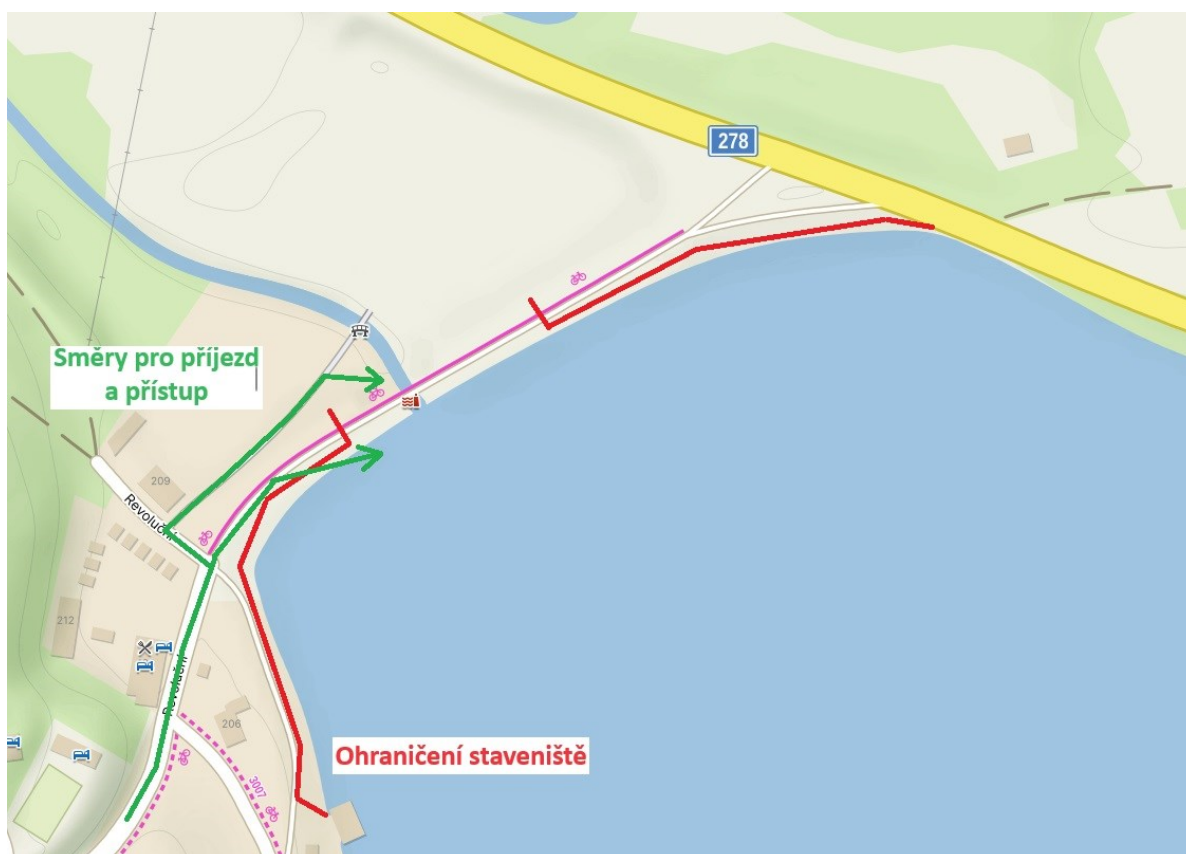 278
Směry pro příjezd
a přístup
209
Revoluční
212
Revoluční
206
3007
Ohraničení staveniště